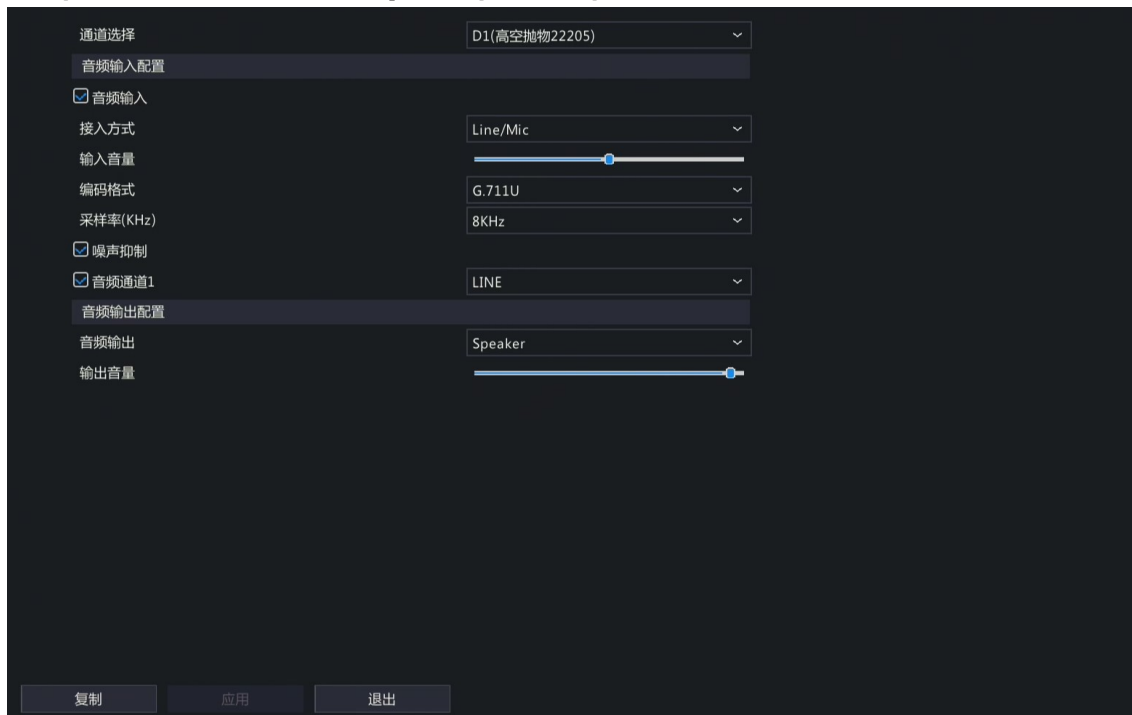 通道选择 D1(高空抛物22205)
音频输入配置
音频输入
接入方式 Line/Mic
输入音量
编码格式 G.711U
采样率(KHz) 8KHz
噪声抑制
音频通道1 LINE
音频输出配置
音频输出 Speaker
输出音量
复制 应用 退出